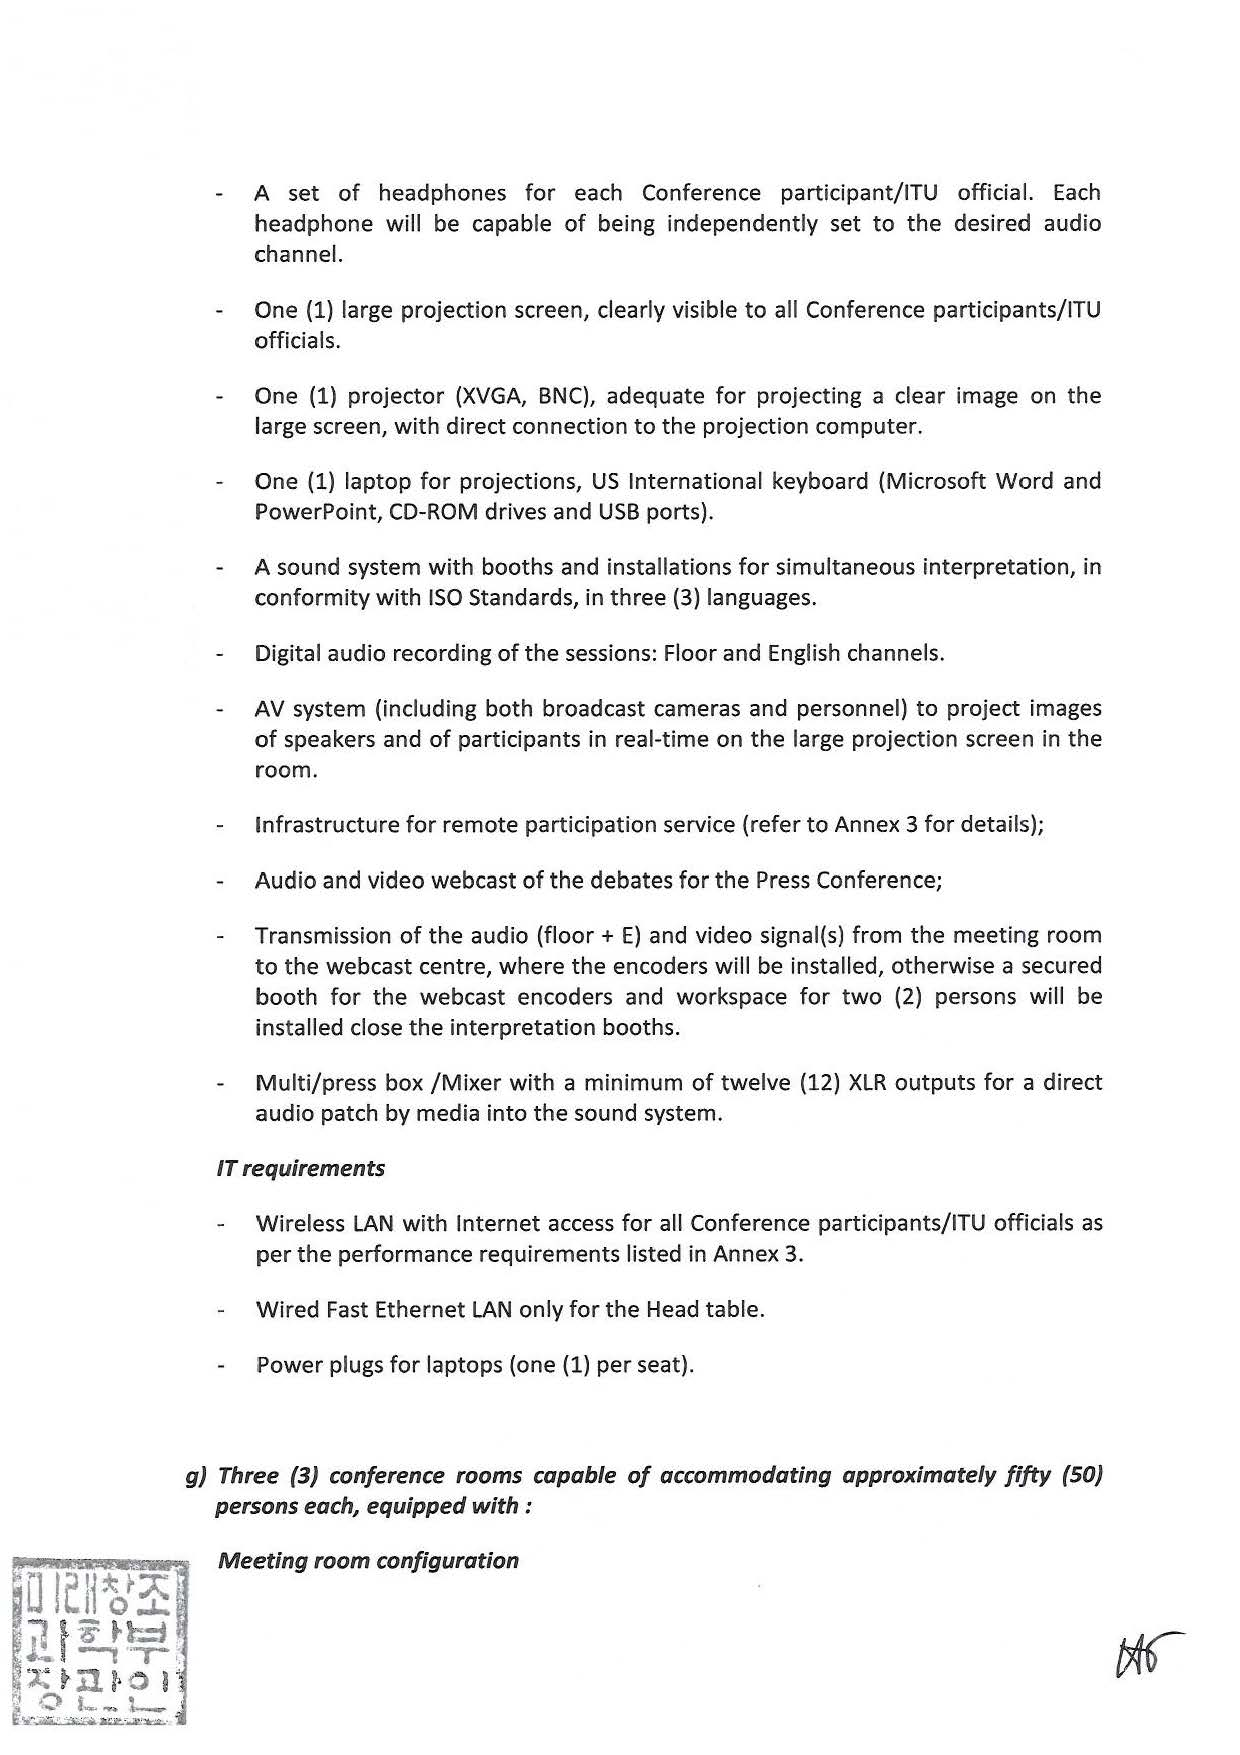 - A set of headphones for each Conference participant/ITU official. Each
headphone will be capable of being independently set to the desired audio
channel.
- One (1) large projection screen, clearly visible to all Conference participants/ITU
officials.
- One (1) projector (XVGA, BNC), adequate for projecting a clear image on the
large screen, with direct connection to the projection computer.
- One (1) laptop for projections, US International keyboard (Microsoft Word and
PowerPoint, CD-ROM drives and USB ports).
- A sound system with booths and installations for simultaneous interpretation, in
conformity with ISO Standards, in three (3) languages.
- Digital audio recording of the sessions: Floor and English channels.
- AV system (including both broadcast cameras and personnel) to project images
of speakers and of participants in real-time on the large projection screen in the
room.
- Infrastructure for remote participation service (refer to Annex 3 for details);
- Audio and video webcast of the debates for the Press Conference;
- Transmission of the audio (floor + E) and video signal(s) from the meeting room
to the webcast centre, where the encoders will be installed, otherwise a secured
booth for the webcast encoders and workspace for two (2) persons will be
installed close the interpretation booths.
- Multi/press box /Mixer with a minimum of twelve (12) XLR outputs for a direct
audio patch by media into the sound system.
IT requirements
- Wireless LAN with Internet access for all Conference participants/ITU officials as
per the performance requirements listed in Annex 3.
- Wired Fast Ethernet LAN only for the Head table.
- Power plugs for laptops (one (1) per seat).
g) Three (3) conference rooms capable of accommodating approximately fifty (50)
persons each, equipped with :
Meeting room configuration
미래창조
과학부
장관인